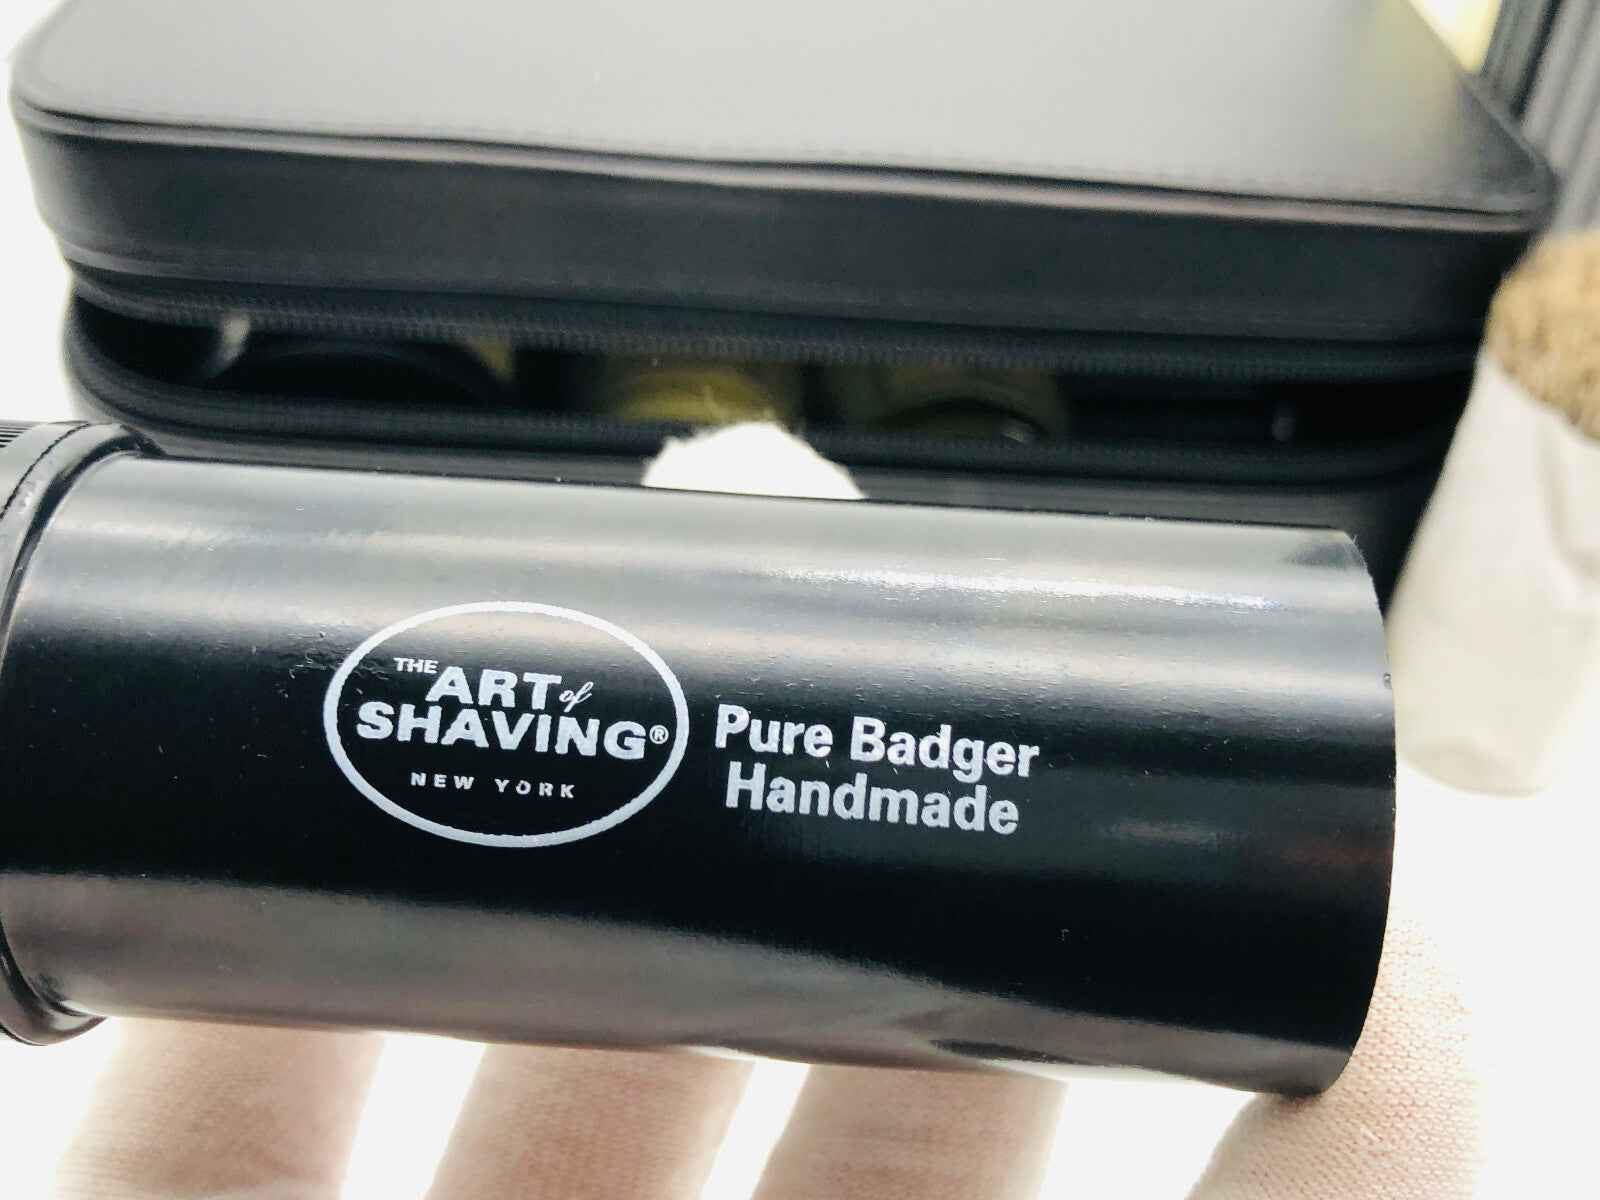 THE
ART of
SHAVING®
NEW YORK
Pure Badger
Handmade